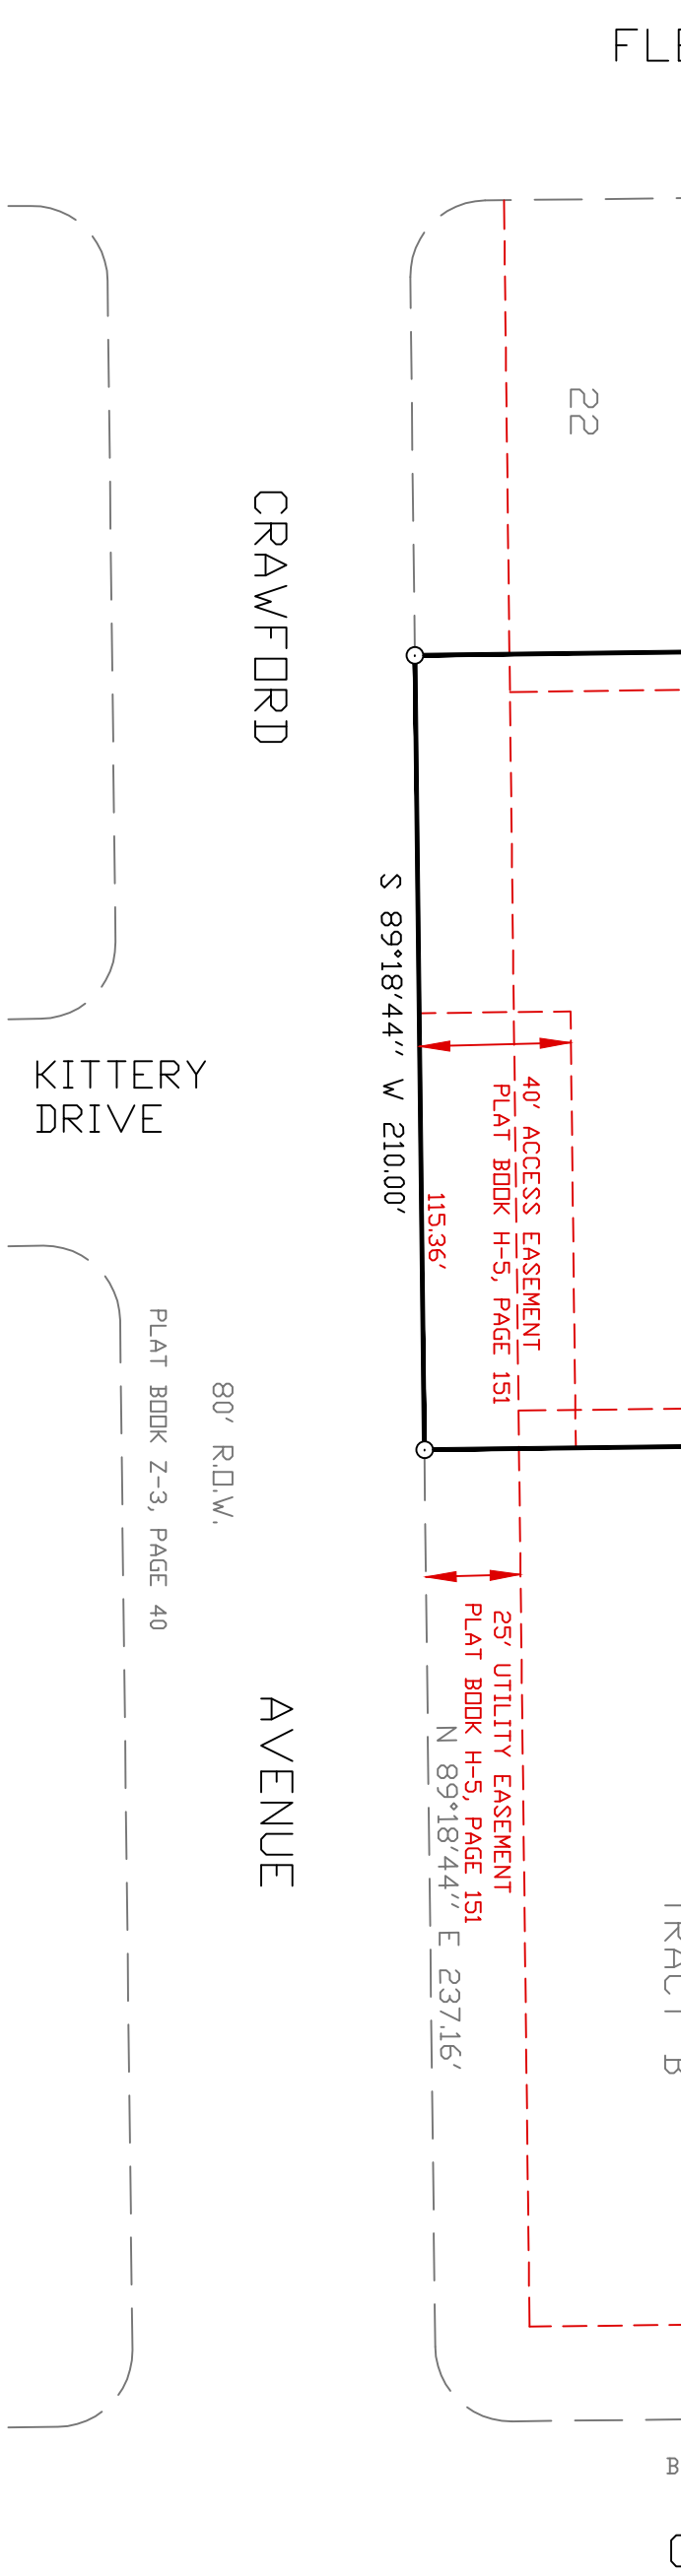 FLE
22
CRAWFORD
S 89°18'44" W 210.00'
KITTERY
DRIVE
40' ACCESS EASEMENT
PLAT BOOK H-5, PAGE 151
115.36'
80' R.O.W.
PLAT BOOK Z-3, PAGE 40
25' UTILITY EASEMENT
PLAT BOOK H-5, PAGE 151
N 89°18'44" E 237.16'
AVENUE
TRACT B
B